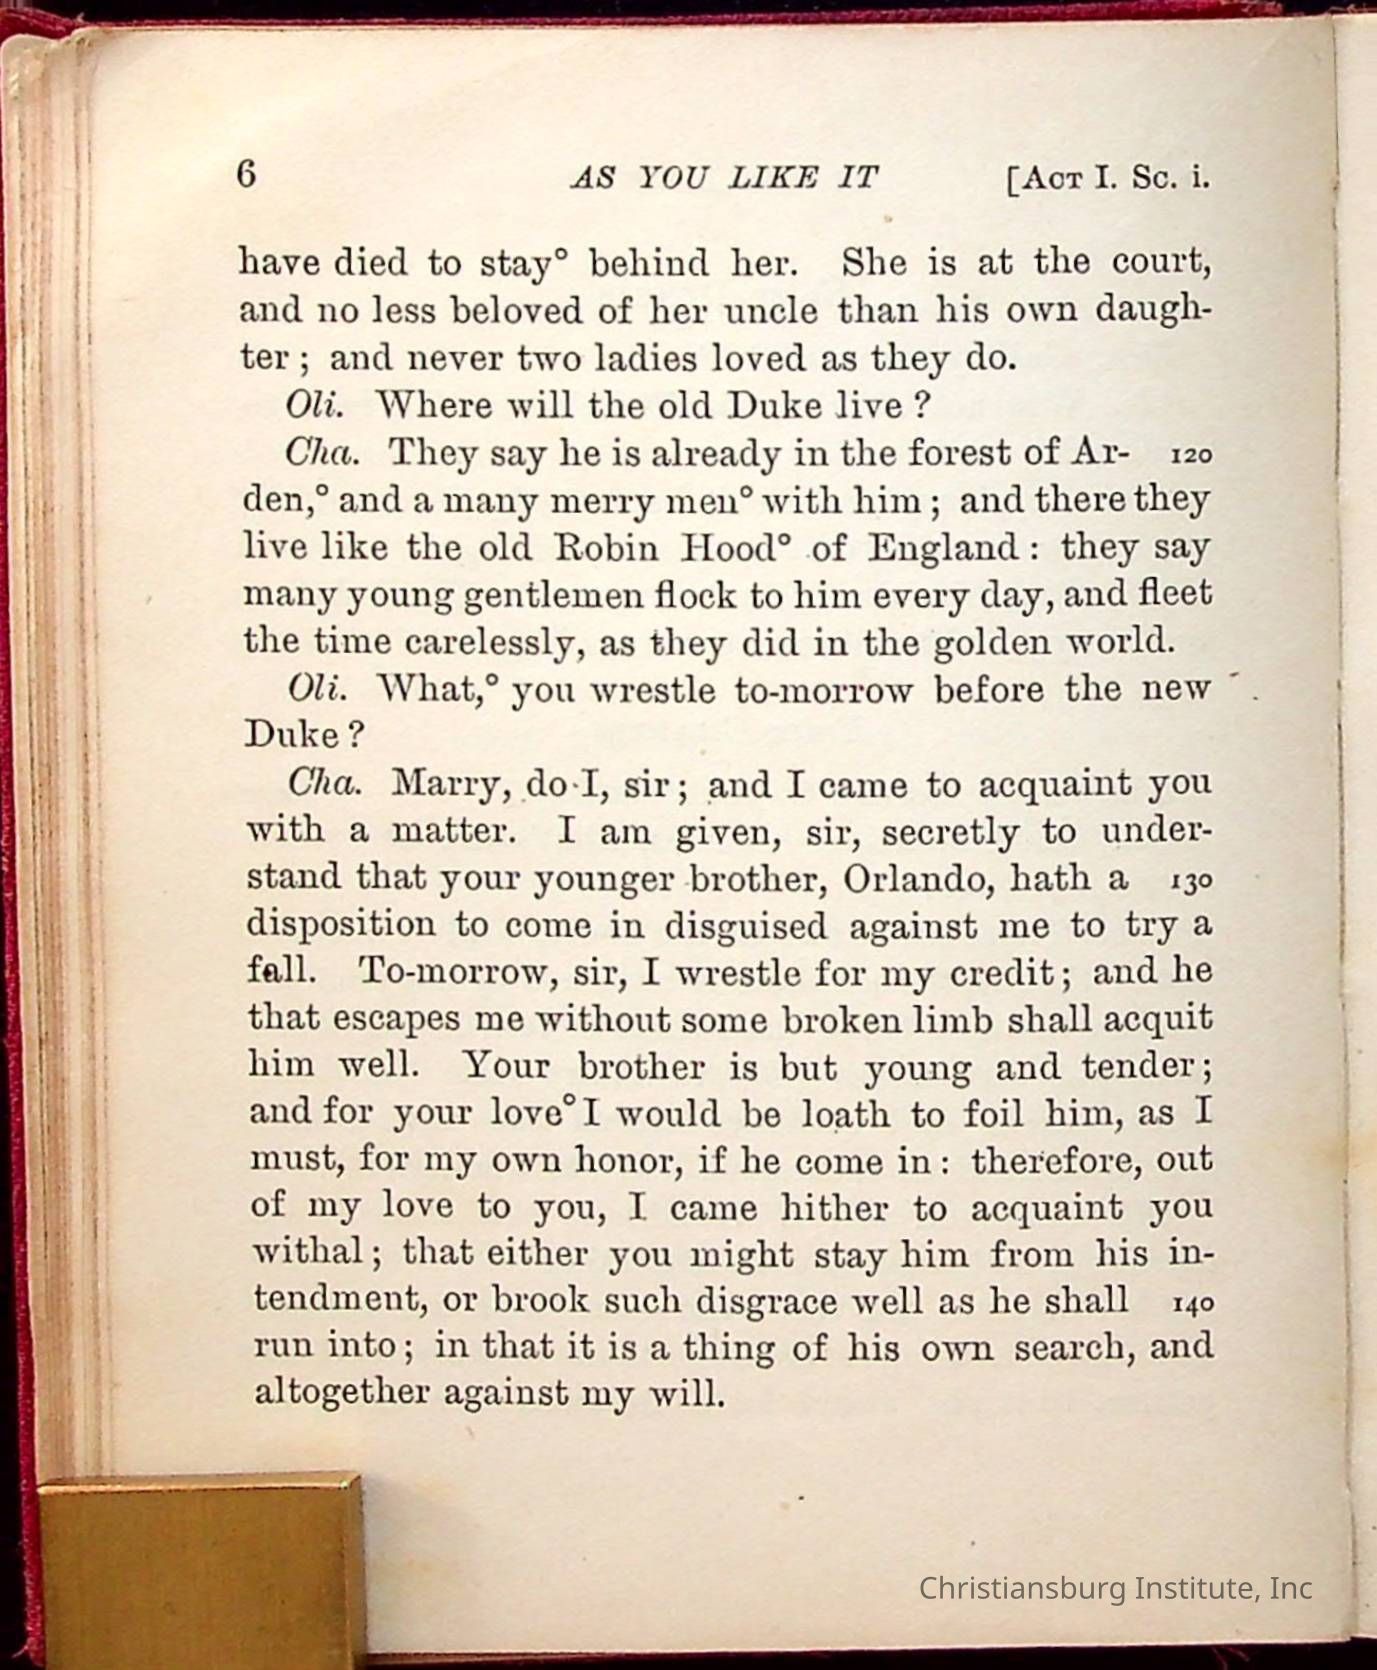 6 AS YOU LIKE IT [ACT I. Sc. i.
have died to stay° behind her. She is at the court,
and no less beloved of her uncle than his own daugh-
ter; and never two ladies loved as they do.
Oli. Where will the old Duke live?
Cha. They say he is already in the forest of Ar- 120
den,° and a many merry men° with him; and there they
live like the old Robin Hood° of England: they say
many young gentlemen flock to him every day, and fleet
the time carelessly, as they did in the golden world.
Oli. What,° you wrestle to-morrow before the new
Duke?
Cha. Marry, do I, sir; and I came to acquaint you
with a matter. I am given, sir, secretly to under-
stand that your younger brother, Orlando, hath a 130
disposition to come in disguised against me to try a
fall. To-morrow, sir, I wrestle for my credit; and he
that escapes me without some broken limb shall acquit
him well. Your brother is but young and tender;
and for your love° I would be loath to foil him, as I
must, for my own honor, if he come in: therefore, out
of my love to you, I came hither to acquaint you
withal; that either you might stay him from his in-
tendment, or brook such disgrace well as he shall 140
run into; in that it is a thing of his own search, and
altogether against my will.
Christiansburg Institute, Inc